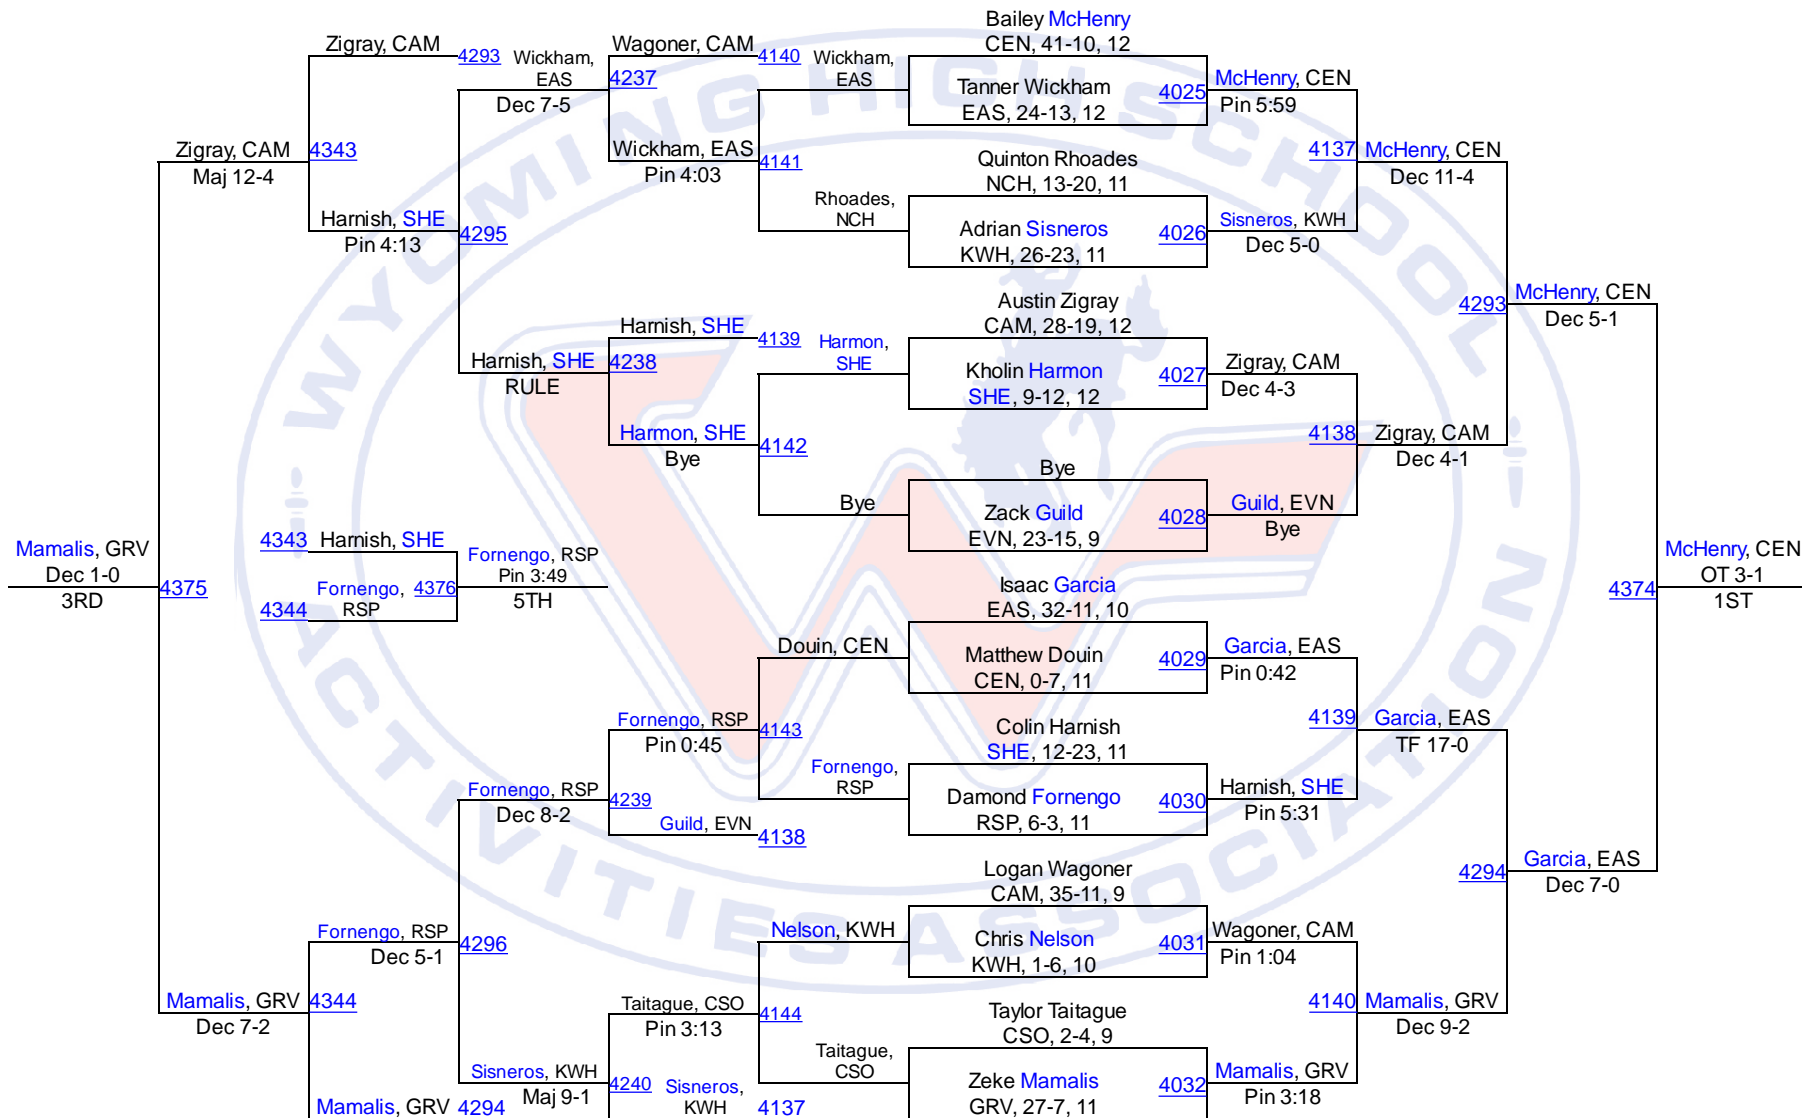 Bailey McHenry
CEN, 41-10, 12
Zigray, CAM
4293
Wickham,
EAS
Dec 7-5
Wagoner, CAM
4140
4237
Wickham,
EAS
Tanner Wickham
EAS, 24-13, 12
4025
McHenry, CEN
Pin 5:59
Zigray, CAM
Maj 12-4
4343
Wickham, EAS
Pin 4:03
4141
Quinton Rhoades
NCH, 13-20, 11
4137
McHenry, CEN
Dec 11-4
Harnish, SHE
Pin 4:13
4295
Rhoades,
NCH
Adrian Sisneros
KWH, 26-23, 11
4026
Sisneros, KWH
Dec 5-0
Austin Zigray
CAM, 28-19, 12
4293
McHenry, CEN
Dec 5-1
Harnish, SHE
4139
Harnish, SHE
RULE
4238
Harmon,
SHE
Kholin Harmon
SHE, 9-12, 12
4027
Zigray, CAM
Dec 4-3
Harmon, SHE
Bye
4142
4138
Zigray, CAM
Dec 4-1
Bye
Bye
Zack Guild
EVN, 23-15, 9
4028
Guild, EVN
Bye
Mamalis, GRV
Dec 1-0
3RD
4375
4343
Harnish, SHE
4344
Fornengo,
RSP
4376
Fornengo, RSP
Pin 3:49
5TH
Isaac Garcia
EAS, 32-11, 10
4374
McHenry, CEN
OT 3-1
1ST
Douin, CEN
Matthew Douin
CEN, 0-7, 11
4029
Garcia, EAS
Pin 0:42
Fornengo, RSP
Pin 0:45
4143
Colin Harnish
SHE, 12-23, 11
4139
Garcia, EAS
TF 17-0
Fornengo, RSP
Dec 8-2
4239
Fornengo,
RSP
Damond Fornengo
RSP, 6-3, 11
4030
Harnish, SHE
Pin 5:31
Guild, EVN
4138
Logan Wagoner
CAM, 35-11, 9
4294
Garcia, EAS
Dec 7-0
Fornengo, RSP
Dec 5-1
4296
Nelson, KWH
Chris Nelson
KWH, 1-6, 10
4031
Wagoner, CAM
Pin 1:04
Mamalis, GRV
Dec 7-2
4344
Taitague, CSO
Pin 3:13
4144
Taylor Taitague
CSO, 2-4, 9
4140
Mamalis, GRV
Dec 9-2
Taitague,
CSO
Sisneros, KWH
Maj 9-1
4240
Sisneros,
KWH
4137
Zeke Mamalis
GRV, 27-7, 11
4032
Mamalis, GRV
Pin 3:18
Mamalis, GRV
4294
WYOMING HIGH SCHOOL
ACTIVITIES ASSOCIATION